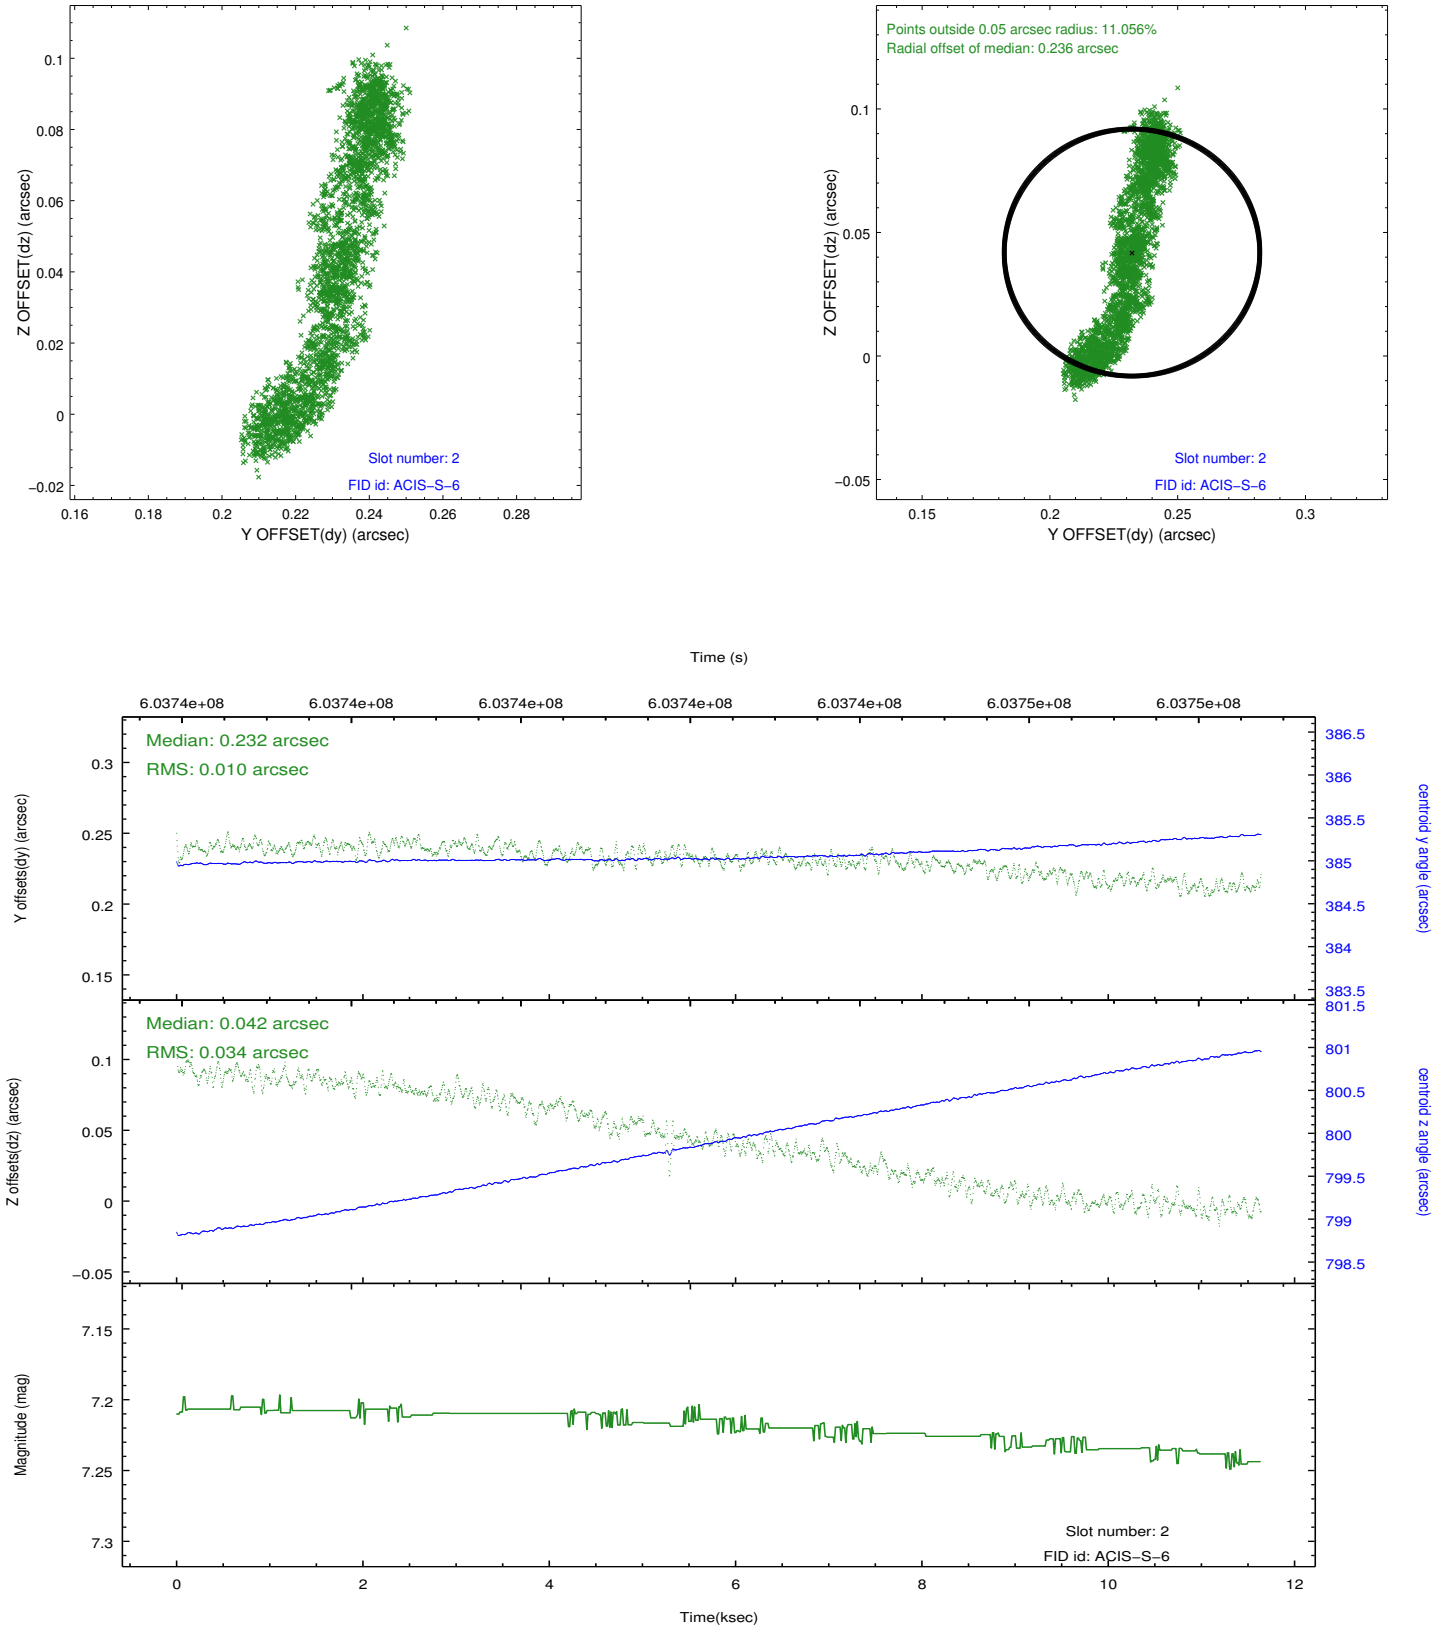 0.1
0.08
0.06
0.04
0.02
0
−0.02
Z OFFSET(dz) (arcsec)
0.16 0.18 0.2 0.22 0.24 0.26 0.28
Y OFFSET(dy) (arcsec)
Slot number: 2
FID id: ACIS−S−6
Points outside 0.05 arcsec radius: 11.056%
Radial offset of median: 0.236 arcsec
0.1
0.05
0
−0.05
Z OFFSET(dz) (arcsec)
Slot number: 2
FID id: ACIS−S−6
0.15 0.2 0.25 0.3
Y OFFSET(dy) (arcsec)
Time (s)
6.0374e+08 6.0374e+08 6.0374e+08 6.0374e+08 6.0374e+08 6.0375e+08 6.0375e+08
Median: 0.232 arcsec
RMS: 0.010 arcsec
0.3
0.25
0.2
0.15
Y offsets(dy) (arcsec)
386.5
386
385.5
385
384.5
384
383.5
centroid y angle (arcsec)
Median: 0.042 arcsec
RMS: 0.034 arcsec
0.1
0.05
0
−0.05
Z offsets(dz) (arcsec)
801.5
801
800.5
800
799.5
799
798.5
centroid z angle (arcsec)
7.15
7.2
7.25
7.3
Magnitude (mag)
Slot number: 2
FID id: ACIS−S−6
0 2 4 6 8 10 12
Time(ksec)